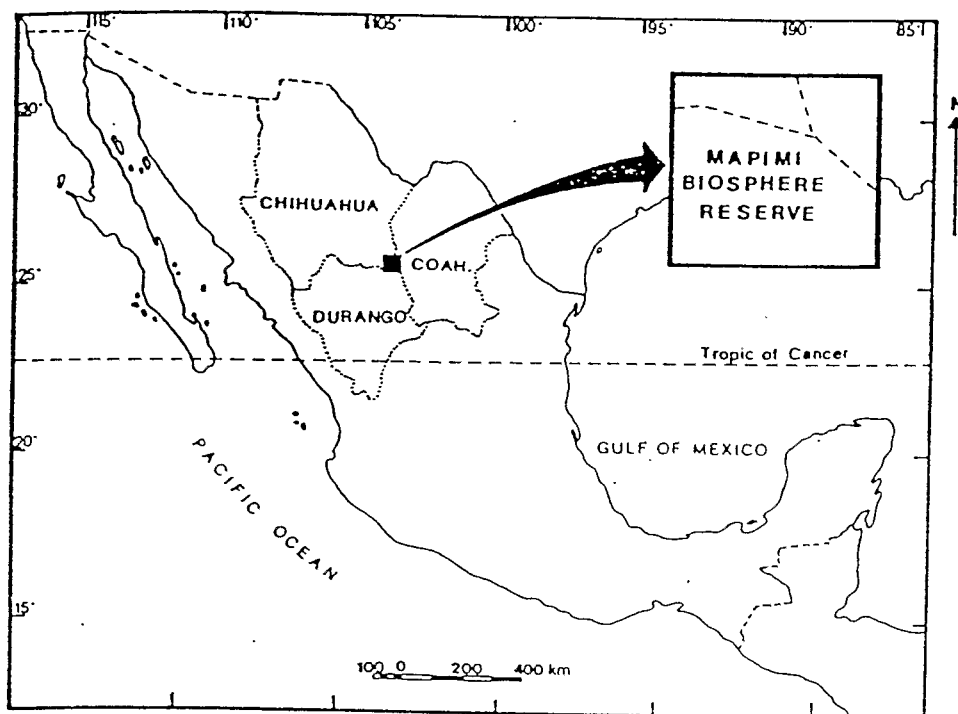 110° 105° 100° 95° 90° 85°
30°
N
MAPIMI
BIOSPHERE
RESERVE
CHIHUAHUA
25°
COAH.
DURANGO
Tropic of Cancer
20°
GULF OF MEXICO
PACIFIC OCEAN
15°
100 0 200 400 km